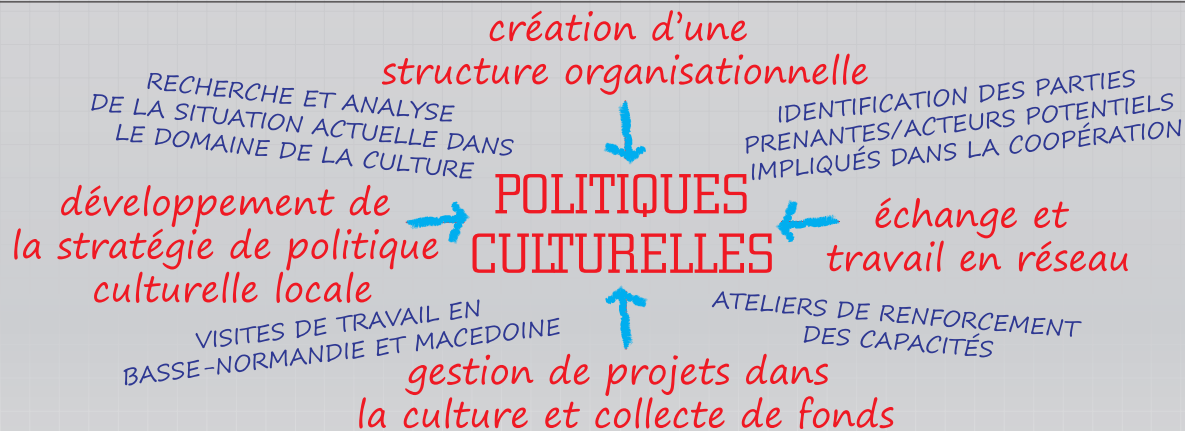 création d'une
structure organisationnelle
RECHERCHE ET ANALYSE
DE LA SITUATION ACTUELLE DANS
LE DOMAINE DE LA CULTURE
IDENTIFICATION DES PARTIES
PRENANTES/ACTEURS POTENTIELS
IMPLIQUÉS DANS LA COOPÉRATION
développement de
la stratégie de politique
culturelle locale
POLITIQUES
CULTURELLES
échange et
travail en réseau
VISITES DE TRAVAIL EN
BASSE-NORMANDIE ET MACEDOINE
ATELIERS DE RENFORCEMENT
DES CAPACITÉS
gestion de projets dans
la culture et collecte de fonds